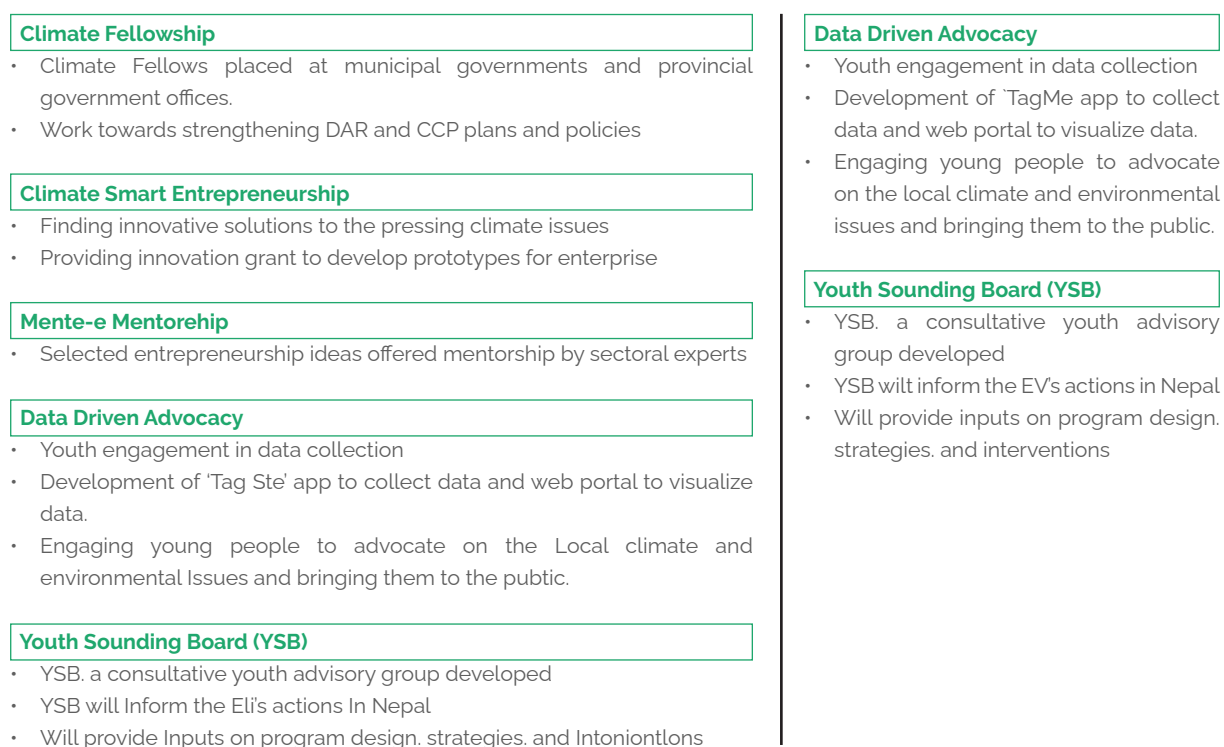 Climate Fellowship
• Climate Fellows placed at municipal governments and provincial
government offices.
• Work towards strengthening DAR and CCP plans and policies
Climate Smart Entrepreneurship
• Finding innovative solutions to the pressing climate issues
• Providing innovation grant to develop prototypes for enterprise
Mente-e Mentorehip
• Selected entrepreneurship ideas offered mentorship by sectoral experts
Data Driven Advocacy
• Youth engagement in data collection
• Development of ‘Tag Ste’ app to collect data and web portal to visualize
data.
• Engaging young people to advocate on the Local climate and
environmental Issues and bringing them to the pubtic.
Youth Sounding Board (YSB)
• YSB. a consultative youth advisory group developed
• YSB will Inform the Eli’s actions In Nepal
• Will provide Inputs on program design. strategies. and Intoniontlons
Data Driven Advocacy
• Youth engagement in data collection
• Development of `TagMe app to collect
data and web portal to visualize data.
• Engaging young people to advocate
on the local climate and environmental
issues and bringing them to the public.
Youth Sounding Board (YSB)
• YSB. a consultative youth advisory
group developed
• YSB wilt inform the EV’s actions in Nepal
• Will provide inputs on program design.
strategies. and interventions